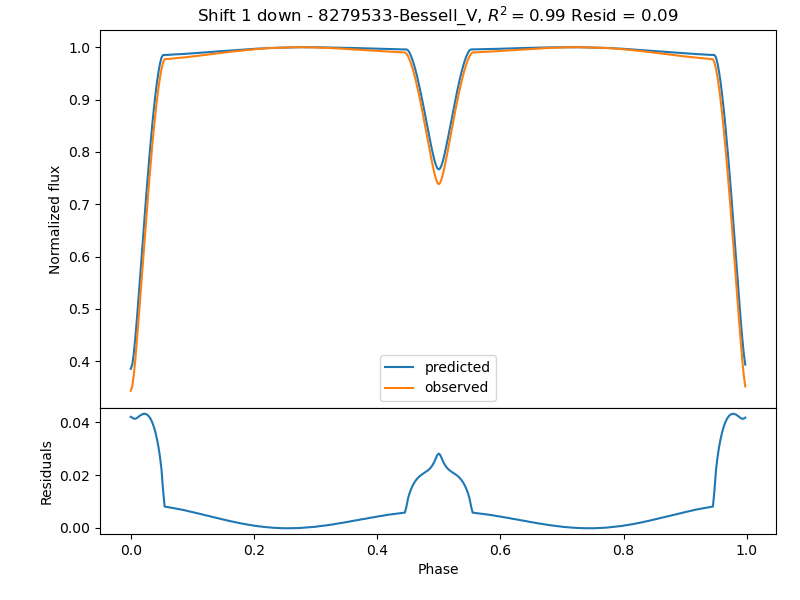 Shift 1 down - 8279533-Bessell_V, $R^2 = 0.99$ Resid = 0.09
1.0
0.9
0.8
0.7
0.6
0.5
0.4
Normalized flux
predicted
observed
0.04
0.02
0.00
Residuals
0.0 0.2 0.4 0.6 0.8 1.0
Phase